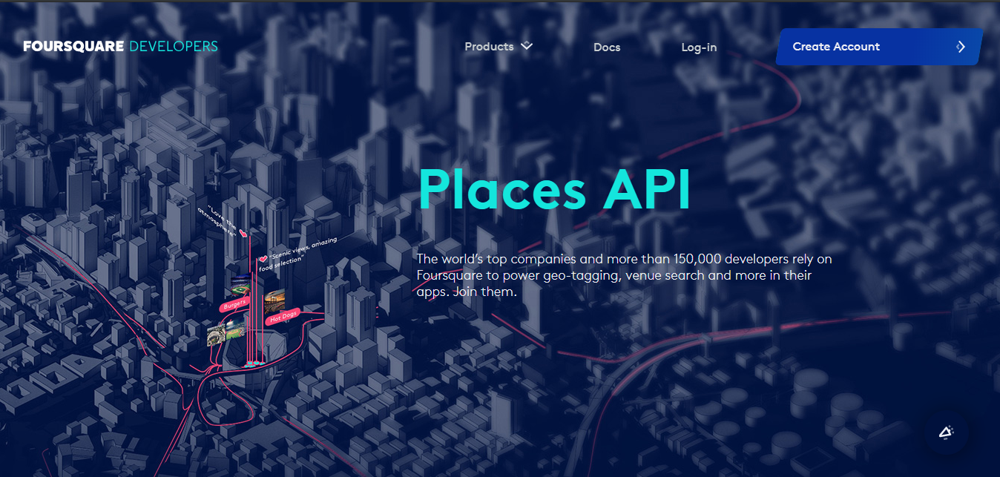 FOURSQUARE DEVELOPERS
Products
Docs
Log-in
Create Account
Places API
The world’s top companies and more than 150,000 developers rely on
Foursquare to power geo-tagging, venue search and more in their
apps. Join them.
"Love the
atmosphere"
"Scenic views, amazing
food selection"
Burgers
Hot Dogs